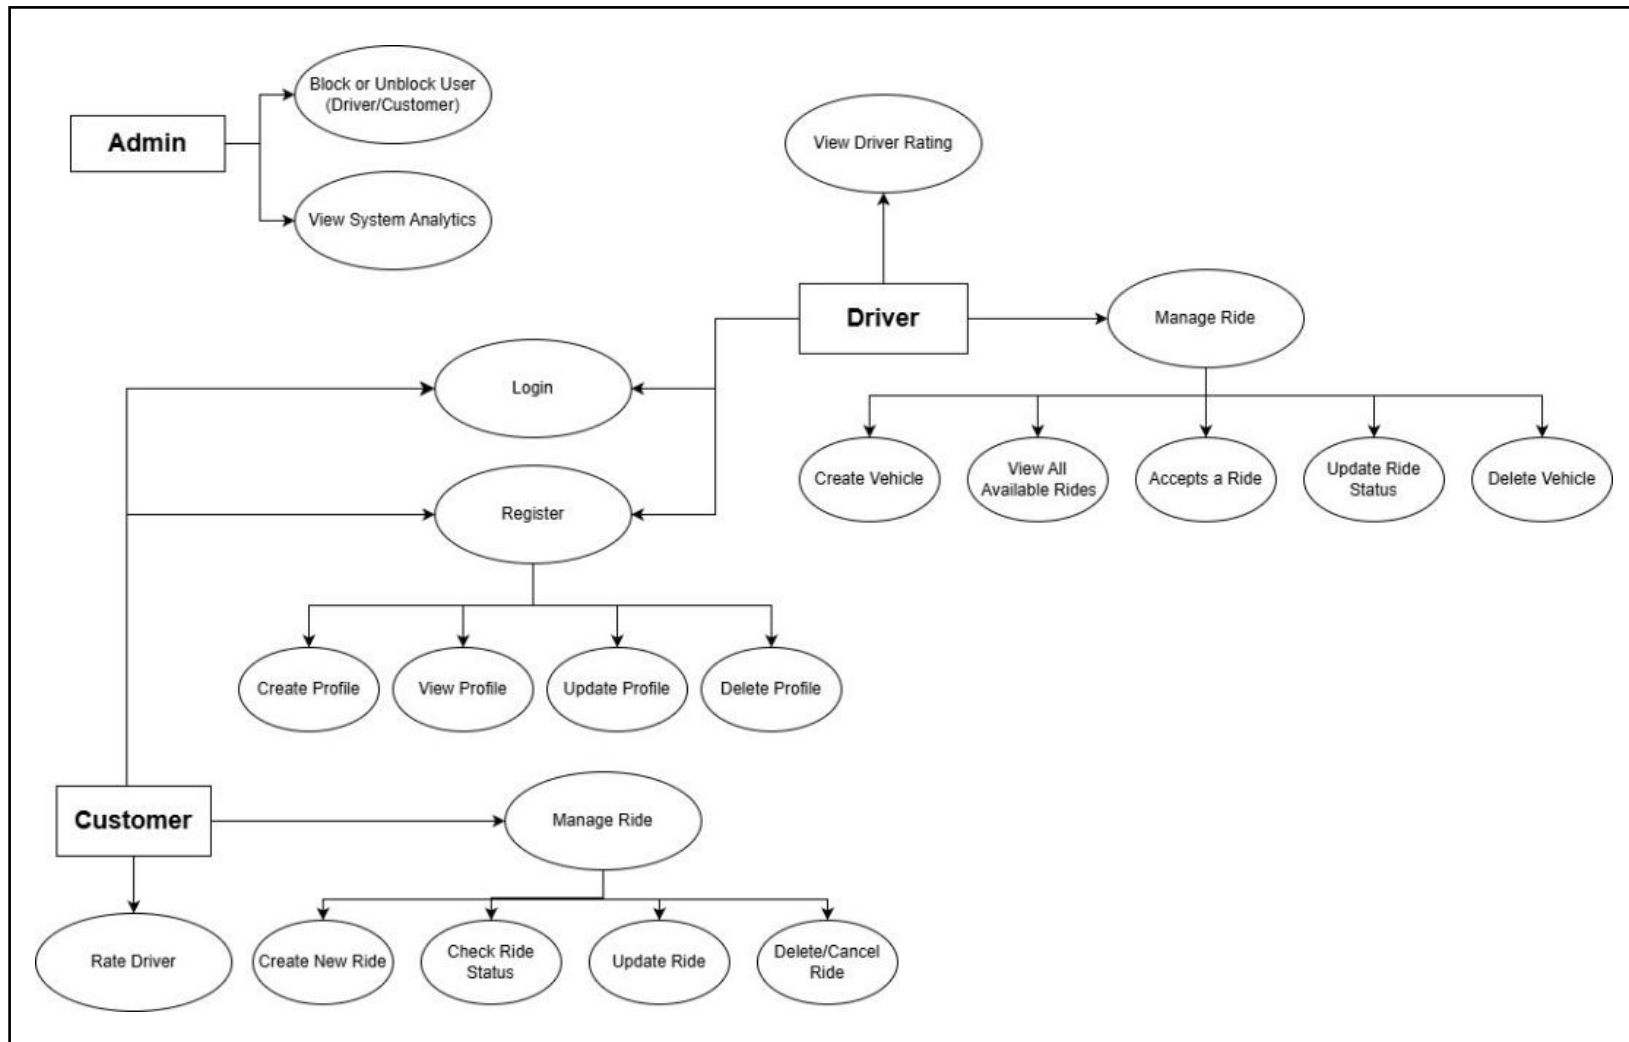 Block or Unblock User
(Driver/Customer)
Admin
View System Analytics
View Driver Rating
Driver
Manage Ride
Login
Create Vehicle
View All
Available Rides
Accepts a Ride
Update Ride
Status
Delete Vehicle
Register
Create Profile
View Profile
Update Profile
Delete Profile
Customer
Manage Ride
Rate Driver
Create New Ride
Check Ride
Status
Update Ride
Delete/Cancel
Ride